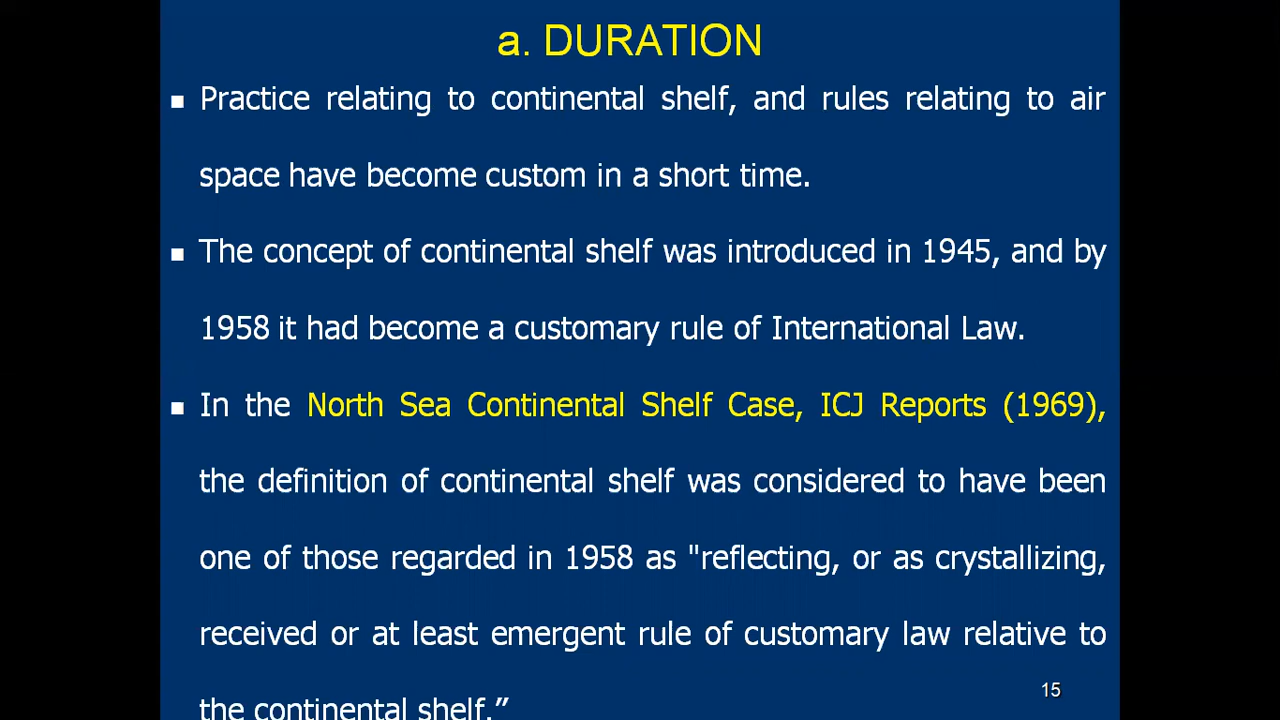 a. DURATION
▪ Practice relating to continental shelf, and rules relating to air
space have become custom in a short time.
▪ The concept of continental shelf was introduced in 1945, and by
1958 it had become a customary rule of International Law.
▪ In the North Sea Continental Shelf Case, ICJ Reports (1969),
the definition of continental shelf was considered to have been
one of those regarded in 1958 as "reflecting, or as crystallizing,
received or at least emergent rule of customary law relative to
the continental shelf.”
15